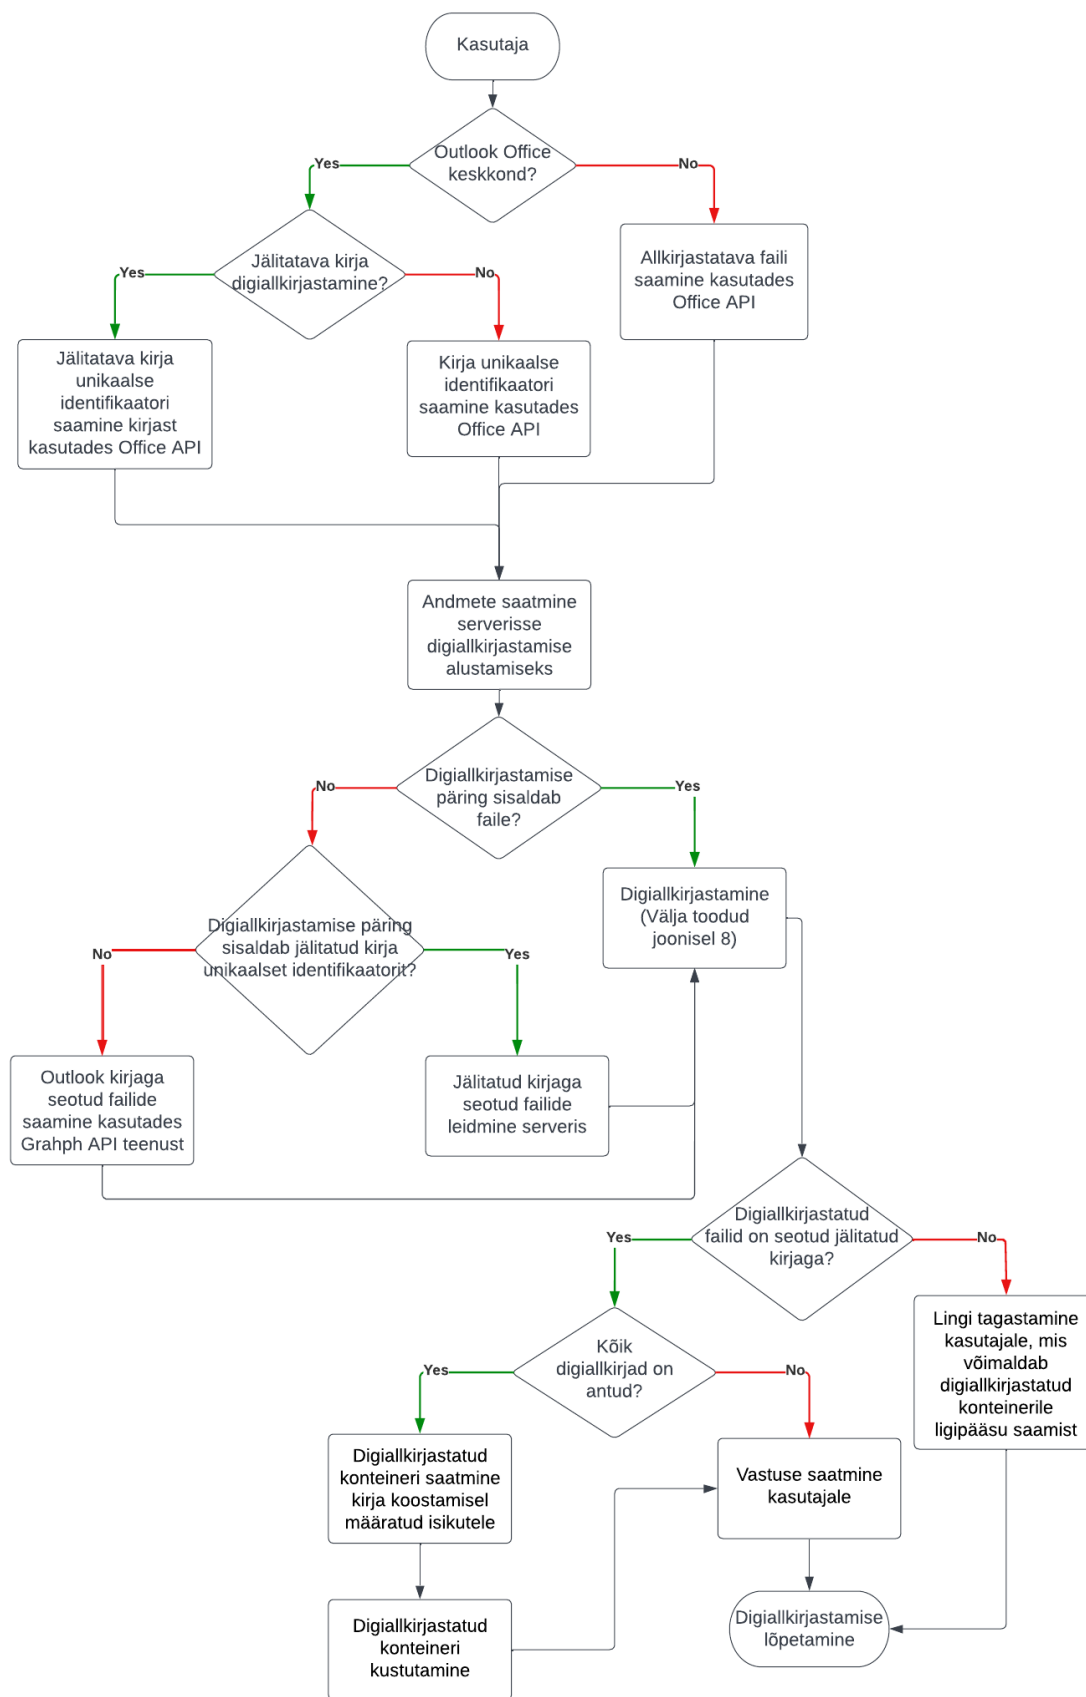 Kasutaja
Outlook Office
keskkond?
Yes
No
Jälitatava kirja
digiallkirjastamine?
Yes
No
Allkirjastatava faili
saamine kasutades
Office API
Jälitatava kirja
unikaalse
identifikaatori
saamine kirjast
kasutades Office API
Kirja unikaalse
identifikaatori
saamine kasutades
Office API
Andmete saatmine
serverisse
digiallkirjastamise
alustamiseks
Digiallkirjastamise
päring sisaldab
faile?
No
Yes
Digiallkirjastamine
(Välja toodud
joonisel 8)
Digiallkirjastamise päring
sisaldab jälitatud kirja
unikaalset identifikaatorit?
No
Yes
Outlook kirjaga
seotud failide
saamine kasutades
Grahph API teenust
Jälitatud kirjaga
seotud failide
leidmine serveris
Digiallkirjastatud
failid on seotud jälitatud
kirjaga?
Yes
No
Lingi tagastamine
kasutajale, mis
võimaldab
digiallkirjastatud
konteinerile
ligipääsu saamist
Kõik
digiallkirjad on
antud?
Yes
No
Digiallkirjastatud
konteineri saatmine
kirja koostamisel
määratud isikutele
Vastuse saatmine
kasutajale
Digiallkirjastatud
konteineri
kustutamine
Digiallkirjastamise
lõpetamine